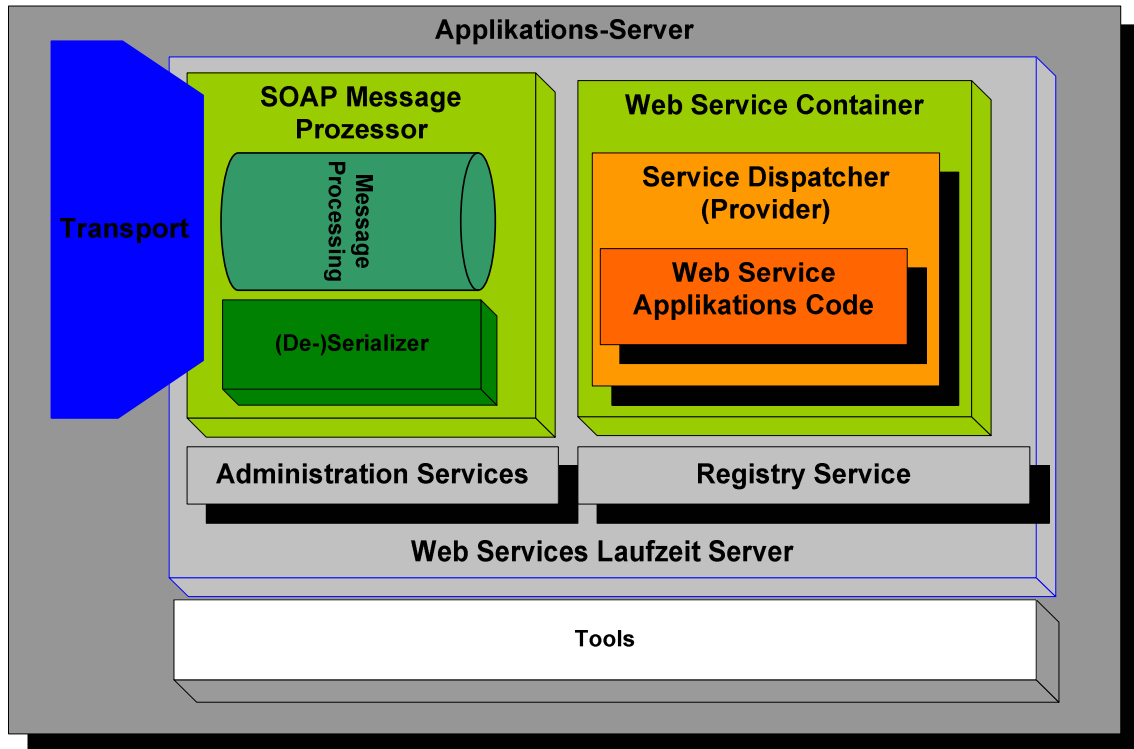 Applikations-Server
Transport
SOAP Message
Prozessor
Message
Processing
(De-)Serializer
Web Service Container
Service Dispatcher
(Provider)
Web Service
Applikations Code
Administration Services
Registry Service
Web Services Laufzeit Server
Tools